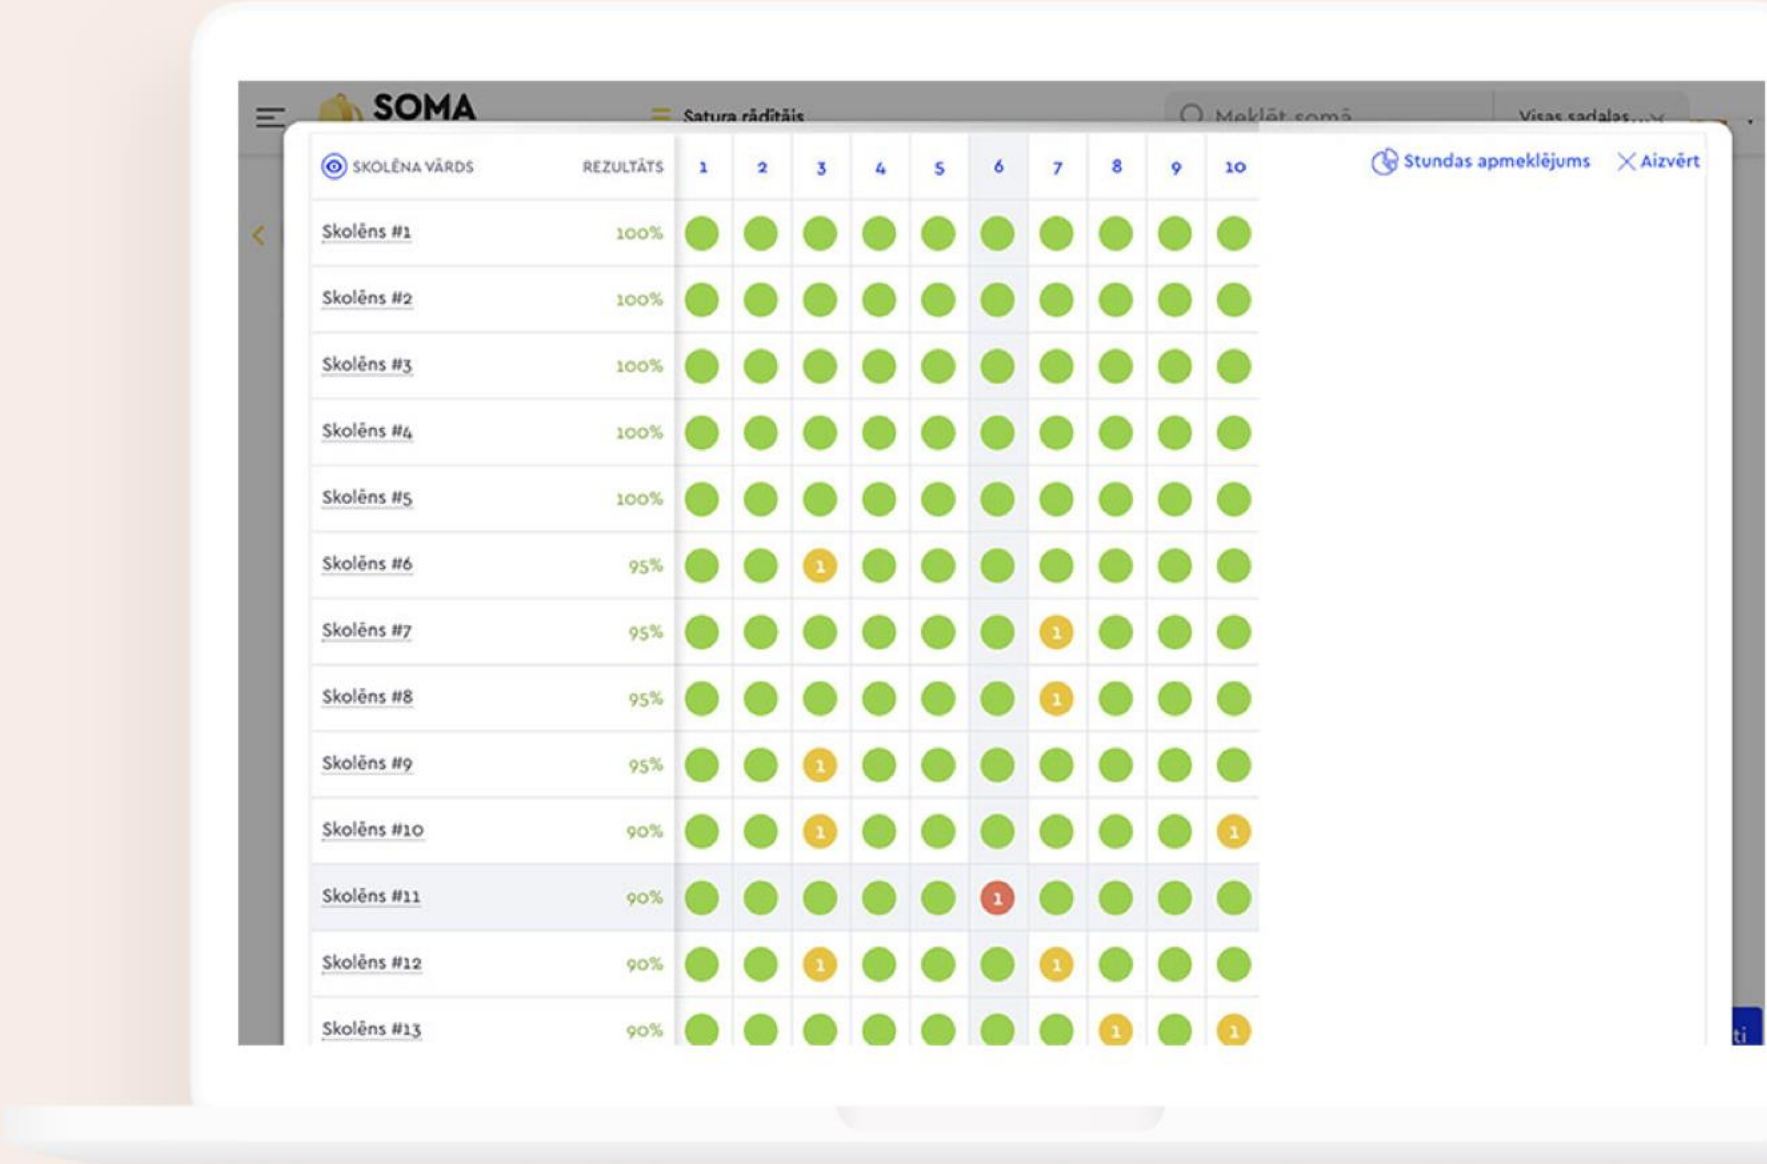 SOMA
Satura rādītājs
Meklēt somā
Visas sadaļas...
SKOLĒNA VĀRDS REZULTĀTS 1 2 3 4 5 6 7 8 9 10
Stundas apmeklējums Aizvērt
Skolēns #1 100%
Skolēns #2 100%
Skolēns #3 100%
Skolēns #4 100%
Skolēns #5 100%
Skolēns #6 95% 1
Skolēns #7 95% 1
Skolēns #8 95% 1
Skolēns #9 95% 1
Skolēns #10 90% 1 1
Skolēns #11 90% 1
Skolēns #12 90% 1 1
Skolēns #13 90% 1 1
ti